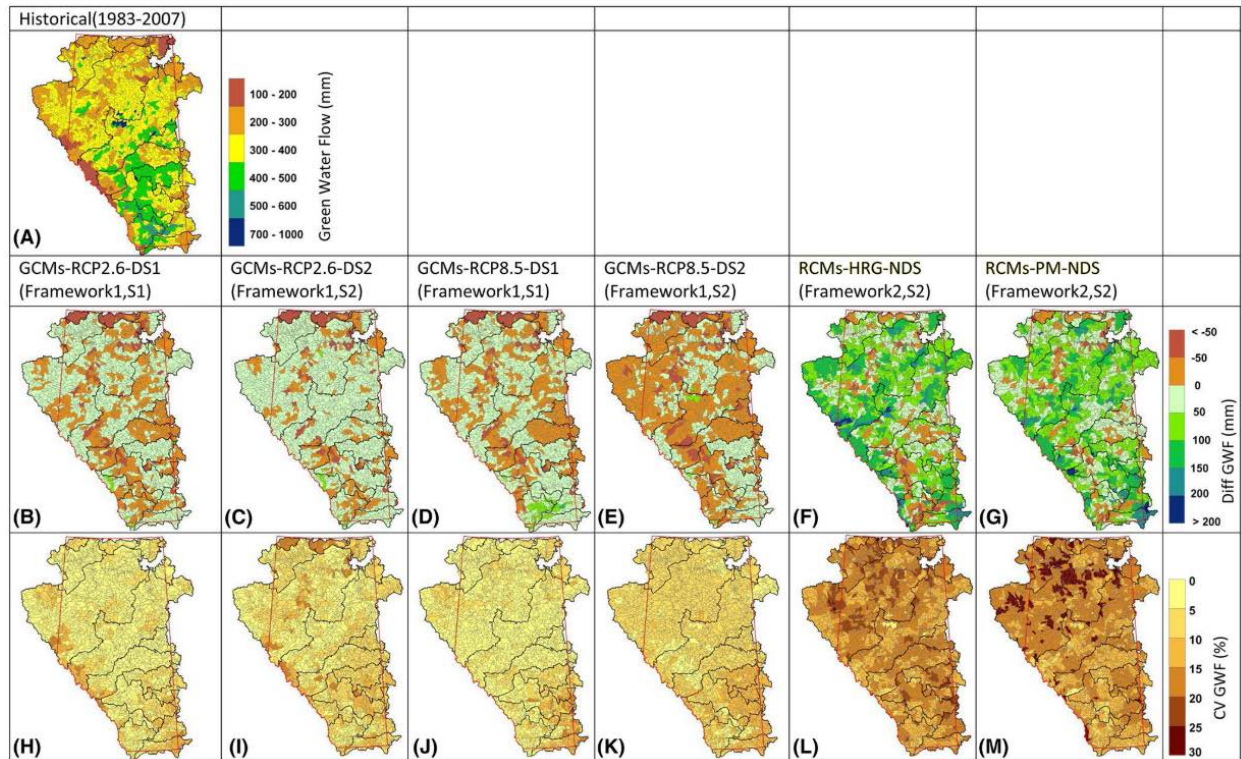 Historical(1983-2007)
100 - 200
200 - 300
300 - 400
400 - 500
500 - 600
700 - 1000
Green Water Flow (mm)
(A)
GCMs-RCP2.6-DS1
(Framework1,S1)
GCMs-RCP2.6-DS2
(Framework1,S2)
GCMs-RCP8.5-DS1
(Framework1,S1)
GCMs-RCP8.5-DS2
(Framework1,S2)
RCMs-HRG-NDS
(Framework2,S2)
RCMs-PM-NDS
(Framework2,S2)
(B)
(C)
(D)
(E)
(F)
(G)
< -50
-50
0
50
100
150
200
> 200
Diff GWF (mm)
(H)
(I)
(J)
(K)
(L)
(M)
0
5
10
15
20
25
30
CV GWF (%)